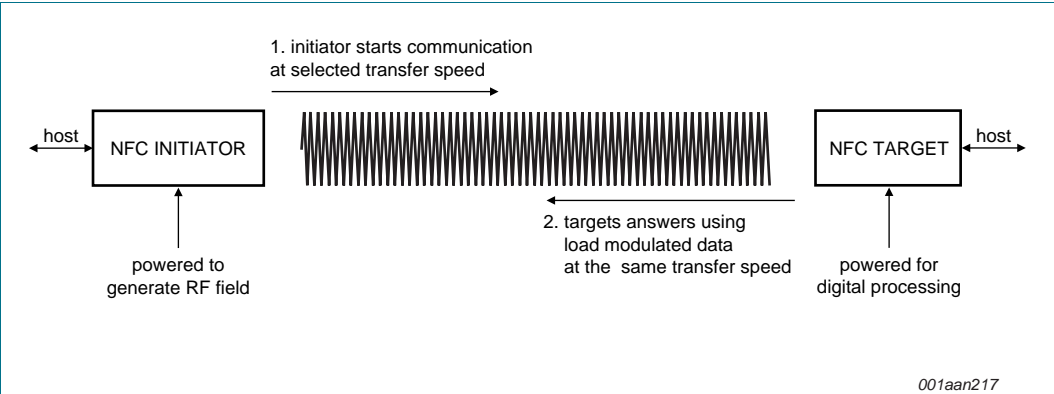 1. initiator starts communication
at selected transfer speed
host
NFC INITIATOR
NFC TARGET
host
2. targets answers using
load modulated data
at the same transfer speed
powered to
generate RF field
powered for
digital processing
001aan217